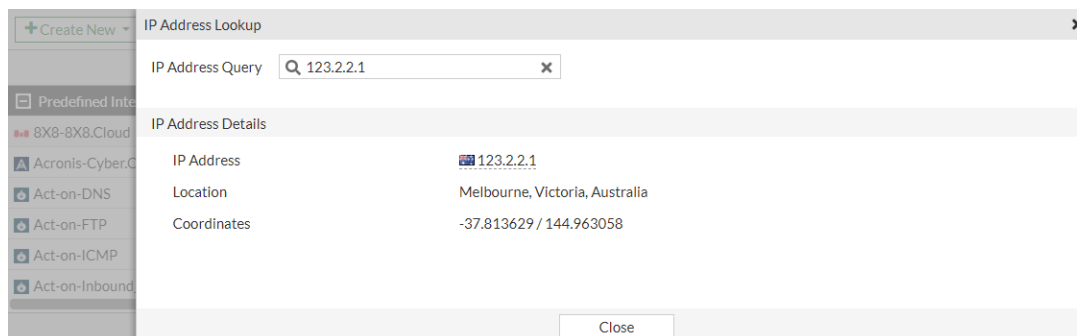 Create New
IP Address Lookup
IP Address Query
123.2.2.1
Predefined Inte
8X8-8X8.Cloud
IP Address Details
Acronis-Cyber.C
IP Address
123.2.2.1
Act-on-DNS
Location
Melbourne, Victoria, Australia
Act-on-FTP
Coordinates
-37.813629 / 144.963058
Act-on-ICMP
Act-on-Inbound_
Close